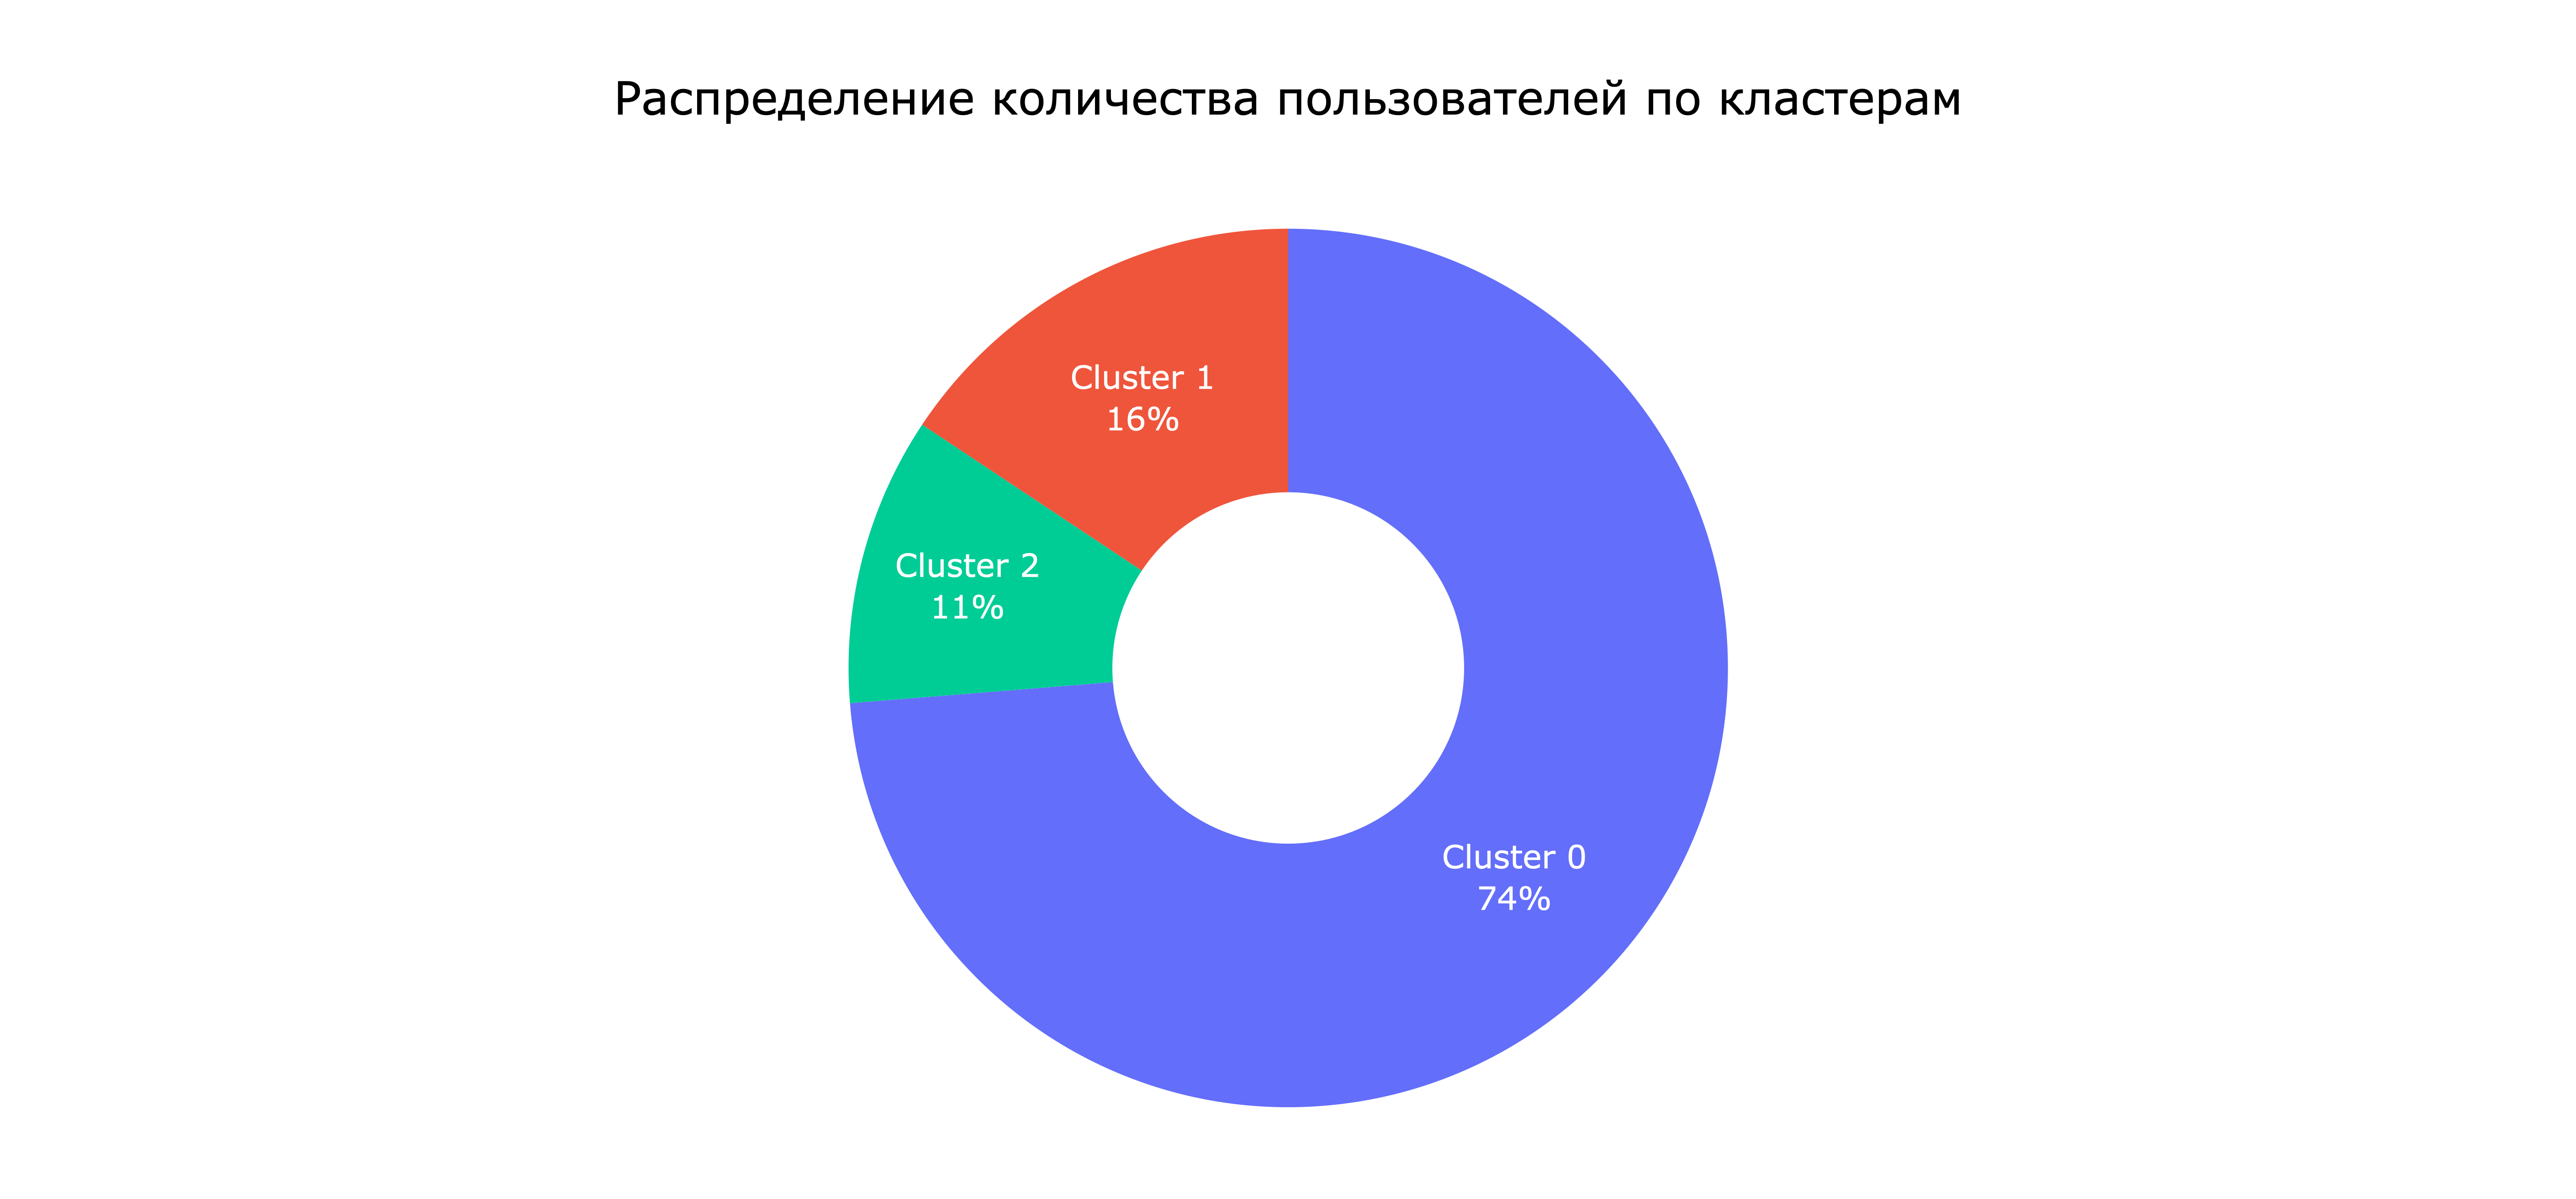 Распределение количества пользователей по кластерам
Cluster 1
16%
Cluster 2
11%
Cluster 0
74%